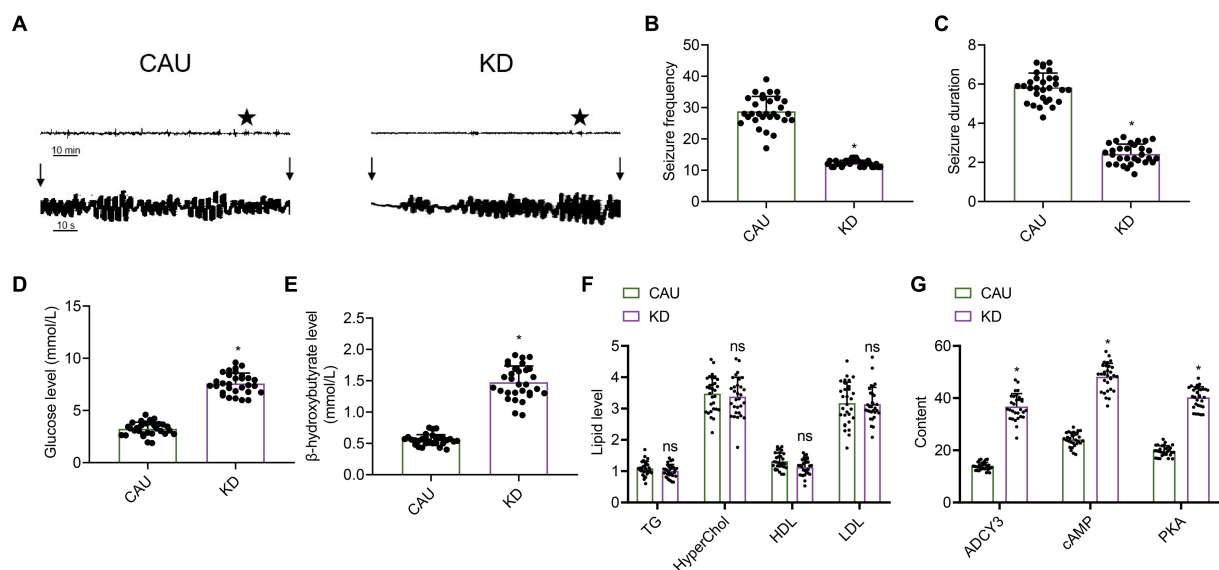 A
CAU
KD
10 min
10 s
B
Seizure frequency
50
40
30
20
10
0
*
CAU
KD
C
Seizure duration
8
6
4
2
0
*
CAU
KD
D
Glucose level (mmol/L)
15
10
5
0
*
CAU
KD
E
β-hydroxybutyrate level
(mmol/L)
2.5
2.0
1.5
1.0
0.5
0.0
*
CAU
KD
F
CAU
KD
Lipid level
5
4
3
2
1
0
ns
ns
ns
ns
TG
HyperChol
HDL
LDL
G
CAU
KD
Content
60
40
20
0
*
*
*
ADCY3
cAMP
PKA